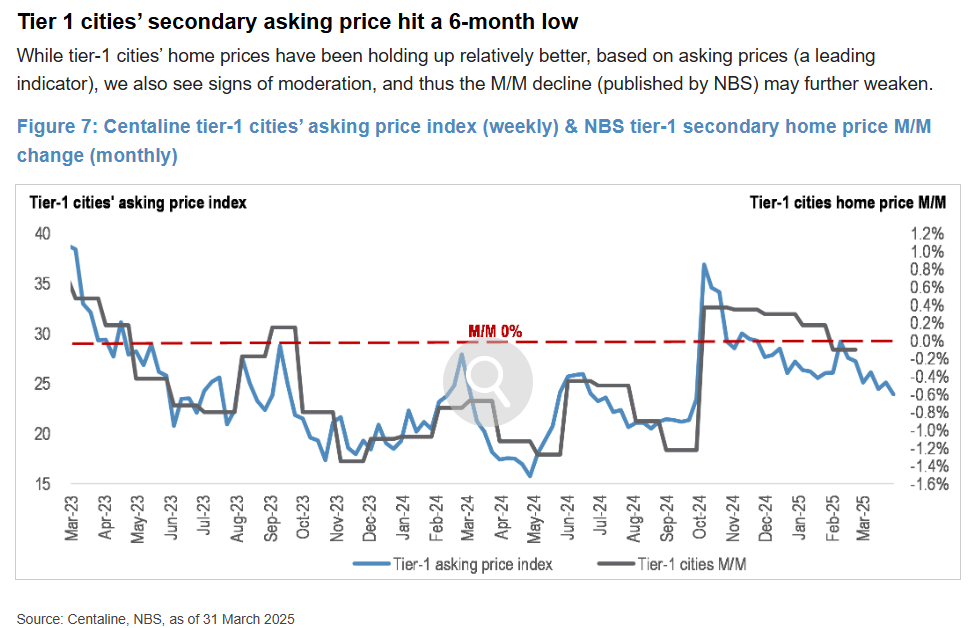 Tier 1 cities’ secondary asking price hit a 6-month low
While tier-1 cities’ home prices have been holding up relatively better, based on asking prices (a leading
indicator), we also see signs of moderation, and thus the M/M decline (published by NBS) may further weaken.
Figure 7: Centaline tier-1 cities’ asking price index (weekly) & NBS tier-1 secondary home price M/M
change (monthly)
Tier-1 cities' asking price index
Tier-1 cities home price M/M
40
35
30
25
20
15
M/M 0%
1.2%
1.0%
0.8%
0.6%
0.4%
0.2%
0.0%
-0.2%
-0.4%
-0.6%
-0.8%
-1.0%
-1.2%
-1.4%
-1.6%
Mar-23
Apr-23
May-23
Jun-23
Jul-23
Aug-23
Sep-23
Oct-23
Nov-23
Dec-23
Jan-24
Feb-24
Mar-24
Apr-24
May-24
Jun-24
Jul-24
Aug-24
Sep-24
Oct-24
Nov-24
Dec-24
Jan-25
Feb-25
Mar-25
Tier-1 asking price index
Tier-1 cities M/M
Source: Centaline, NBS, as of 31 March 2025